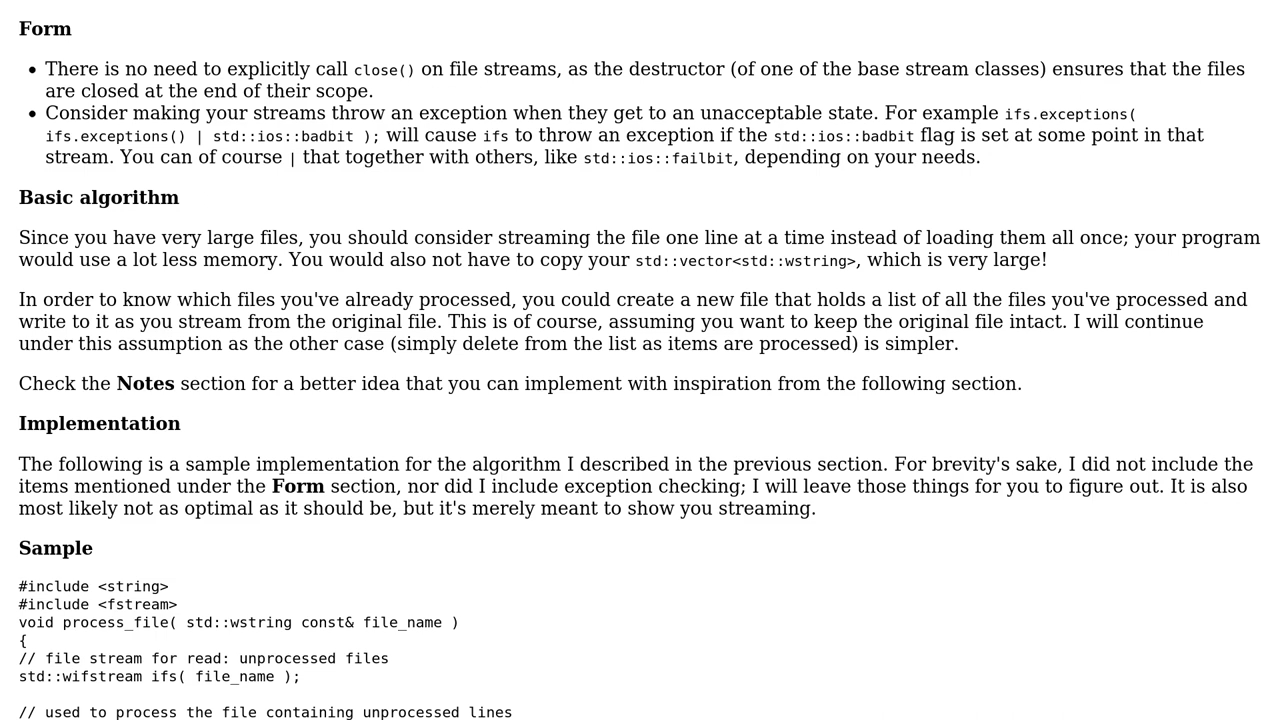 Form
• There is no need to explicitly call close() on file streams, as the destructor (of one of the base stream classes) ensures that the files
are closed at the end of their scope.
• Consider making your streams throw an exception when they get to an unacceptable state. For example ifs.exceptions(
ifs.exceptions() | std::ios::badbit ); will cause ifs to throw an exception if the std::ios::badbit flag is set at some point in that
stream. You can of course | that together with others, like std::ios::failbit, depending on your needs.
Basic algorithm
Since you have very large files, you should consider streaming the file one line at a time instead of loading them all once; your program
would use a lot less memory. You would also not have to copy your std::vector<std::wstring>, which is very large!
In order to know which files you've already processed, you could create a new file that holds a list of all the files you've processed and
write to it as you stream from the original file. This is of course, assuming you want to keep the original file intact. I will continue
under this assumption as the other case (simply delete from the list as items are processed) is simpler.
Check the Notes section for a better idea that you can implement with inspiration from the following section.
Implementation
The following is a sample implementation for the algorithm I described in the previous section. For brevity's sake, I did not include the
items mentioned under the Form section, nor did I include exception checking; I will leave those things for you to figure out. It is also
most likely not as optimal as it should be, but it's merely meant to show you streaming.
Sample
#include <string>
#include <fstream>
void process_file( std::wstring const& file_name )
{
// file stream for read: unprocessed files
std::wifstream ifs( file_name );
// used to process the file containing unprocessed lines